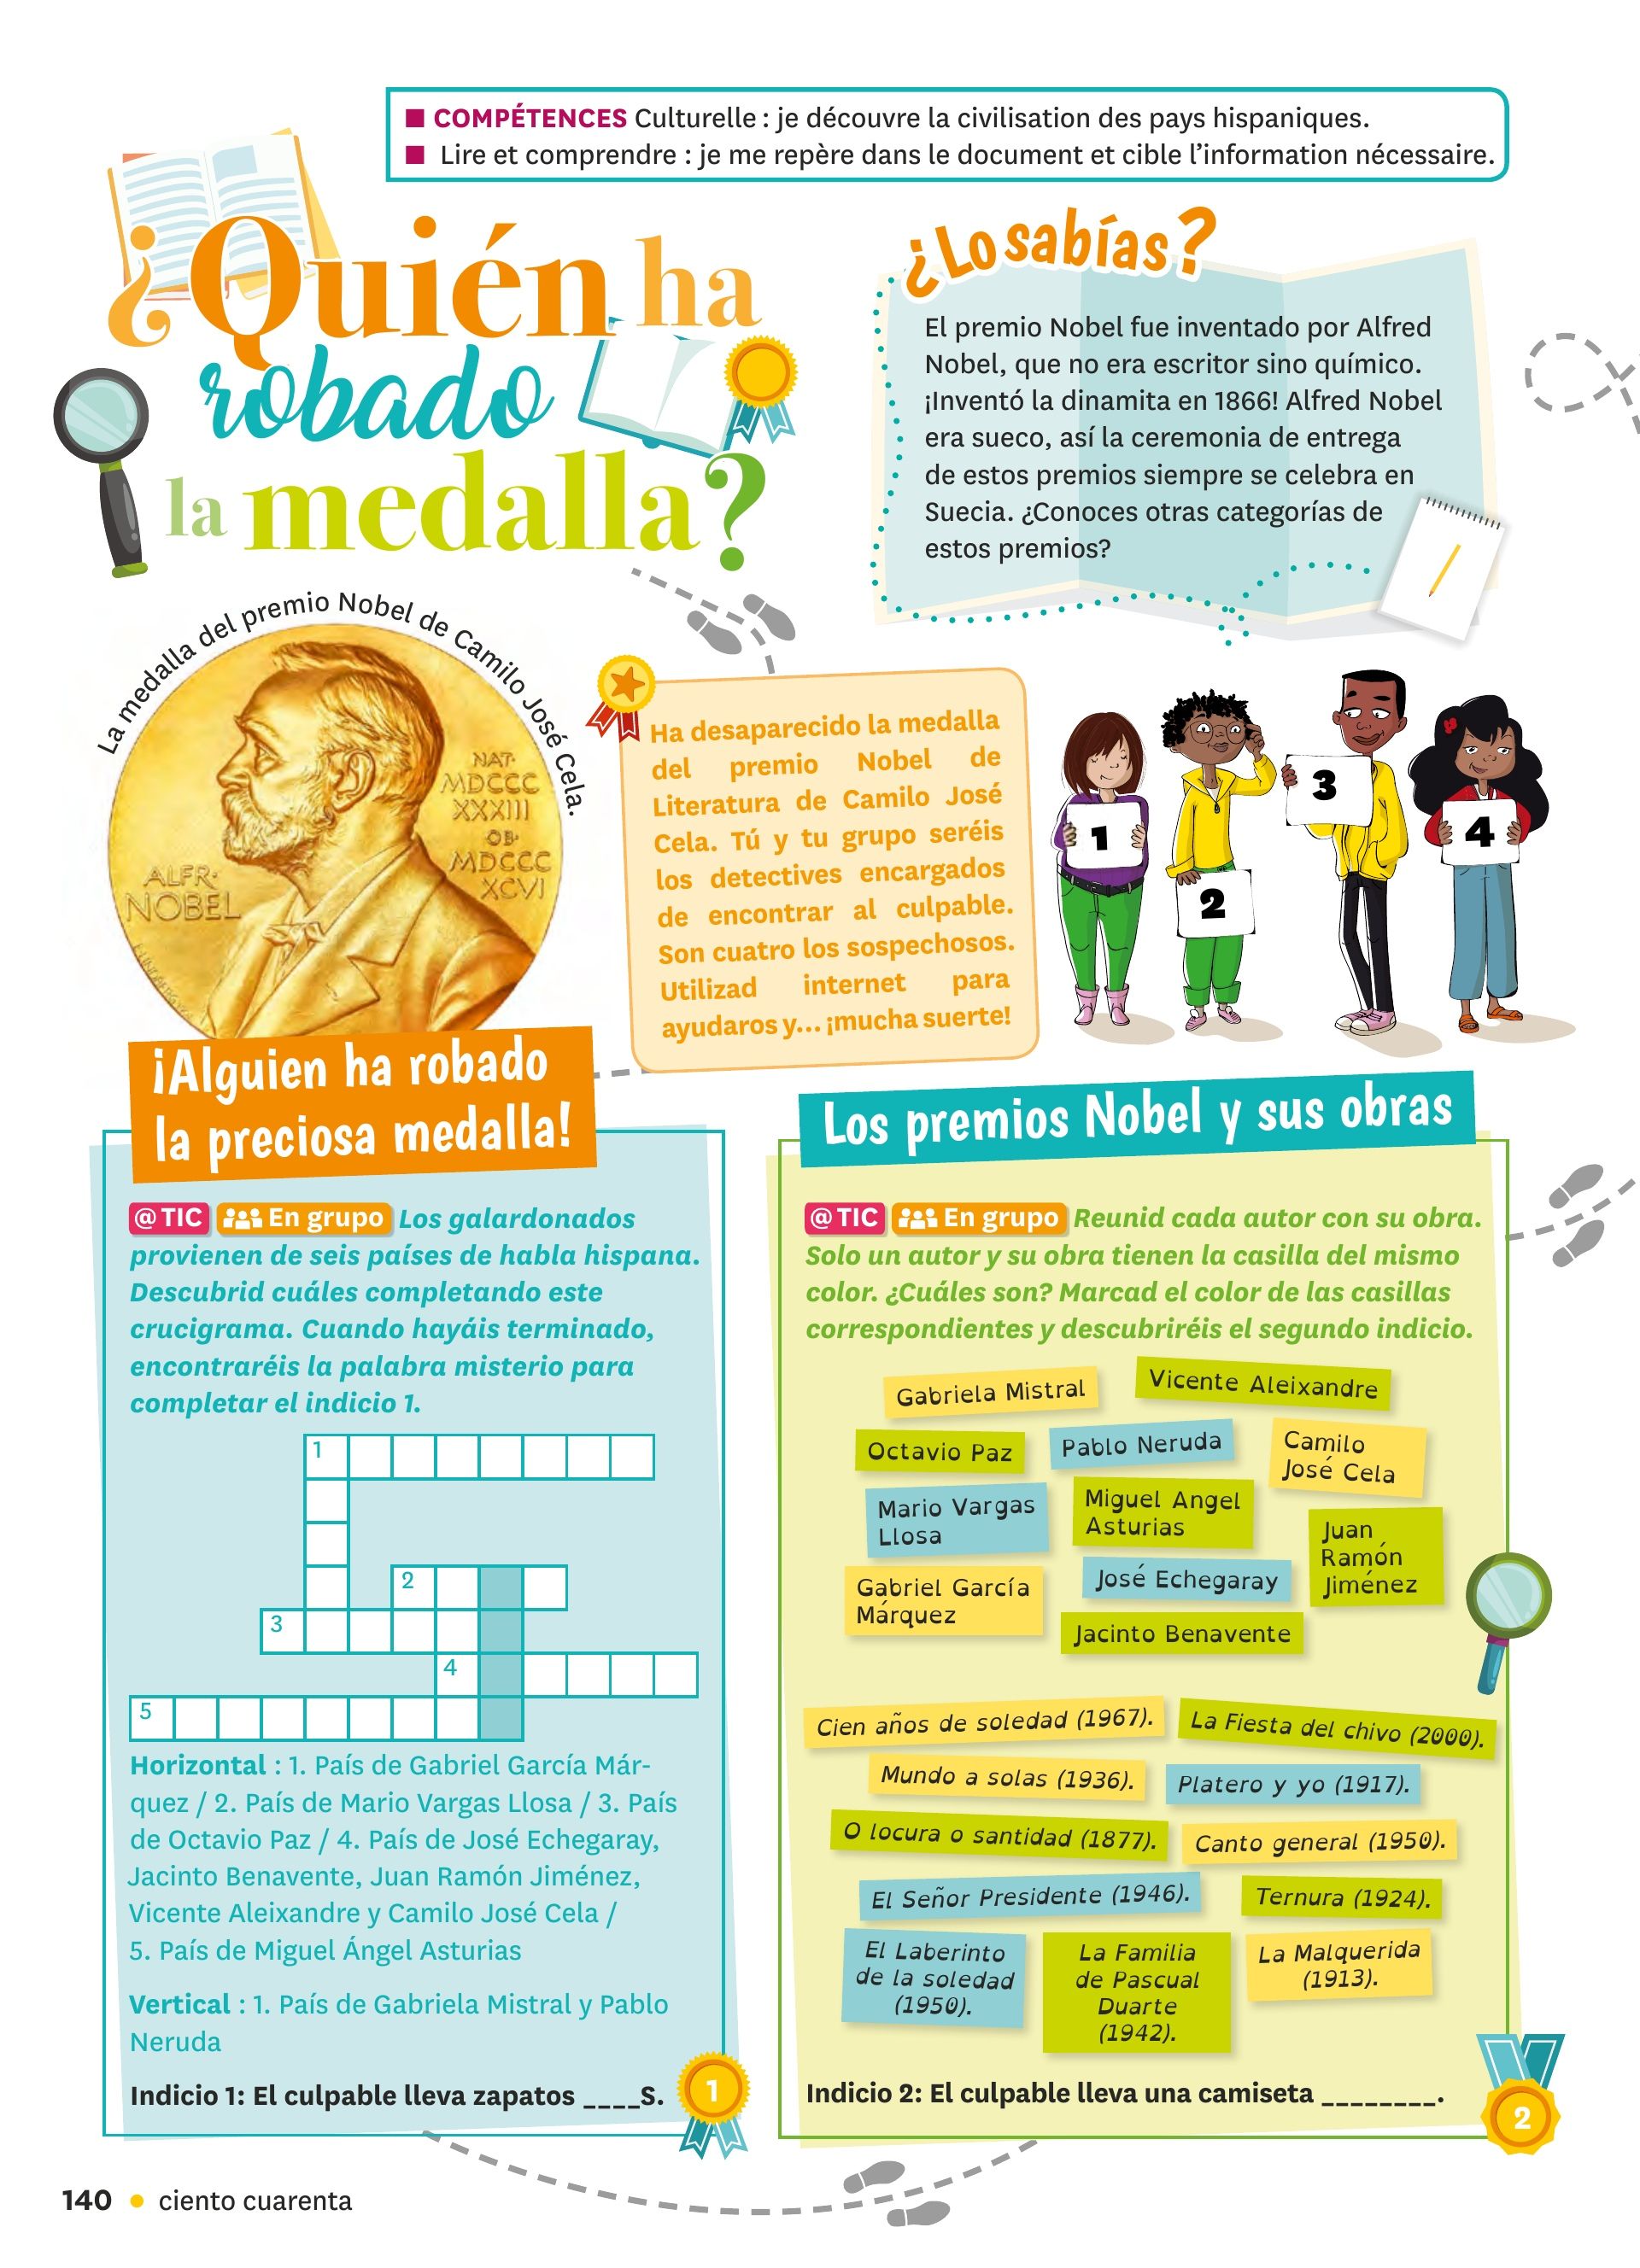 ■ COMPÉTENCES Culturelle : je découvre la civilisation des pays hispaniques.
■ Lire et comprendre : je me repère dans le document et cible l'information nécessaire.
¿Quién ha
robado
la medalla?
¿Lo sabías?
El premio Nobel fue inventado por Alfred
Nobel, que no era escritor sino químico.
¡Inventó la dinamita en 1866! Alfred Nobel
era sueco, así la ceremonia de entrega
de estos premios siempre se celebra en
Suecia. ¿Conoces otras categorías de
estos premios?
La medalla del premio Nobel de Camilo José Cela.
ALFR·
NOBEL
NAT·
MDCCC
XXXIII
OB·
MDCCC
XCVI
Ha desaparecido la medalla
del premio Nobel de
Literatura de Camilo José
Cela. Tú y tu grupo seréis
los detectives encargados
de encontrar al culpable.
Son cuatro los sospechosos.
Utilizad internet para
ayudaros y... ¡mucha suerte!
1
2
3
4
¡Alguien ha robado
la preciosa medalla!
@ TIC En grupo Los galardonados
provienen de seis países de habla hispana.
Descubrid cuáles completando este
crucigrama. Cuando hayáis terminado,
encontraréis la palabra misterio para
completar el indicio 1.
1
2
3
4
5
Horizontal : 1. País de Gabriel García Már-
quez / 2. País de Mario Vargas Llosa / 3. País
de Octavio Paz / 4. País de José Echegaray,
Jacinto Benavente, Juan Ramón Jiménez,
Vicente Aleixandre y Camilo José Cela /
5. País de Miguel Ángel Asturias
Vertical : 1. País de Gabriela Mistral y Pablo
Neruda
Indicio 1: El culpable lleva zapatos ____S.
1
Los premios Nobel y sus obras
@ TIC En grupo Reunid cada autor con su obra.
Solo un autor y su obra tienen la casilla del mismo
color. ¿Cuáles son? Marcad el color de las casillas
correspondientes y descubriréis el segundo indicio.
Gabriela Mistral
Vicente Aleixandre
Octavio Paz
Pablo Neruda
Camilo
José Cela
Mario Vargas
Llosa
Miguel Angel
Asturias
Juan
Ramón
Jiménez
Gabriel García
Márquez
José Echegaray
Jacinto Benavente
Cien años de soledad (1967).
La Fiesta del chivo (2000).
Mundo a solas (1936).
Platero y yo (1917).
O locura o santidad (1877).
Canto general (1950).
El Señor Presidente (1946).
Ternura (1924).
El Laberinto
de la soledad
(1950).
La Familia
de Pascual
Duarte
(1942).
La Malquerida
(1913).
Indicio 2: El culpable lleva una camiseta ________.
2
140 • ciento cuarenta